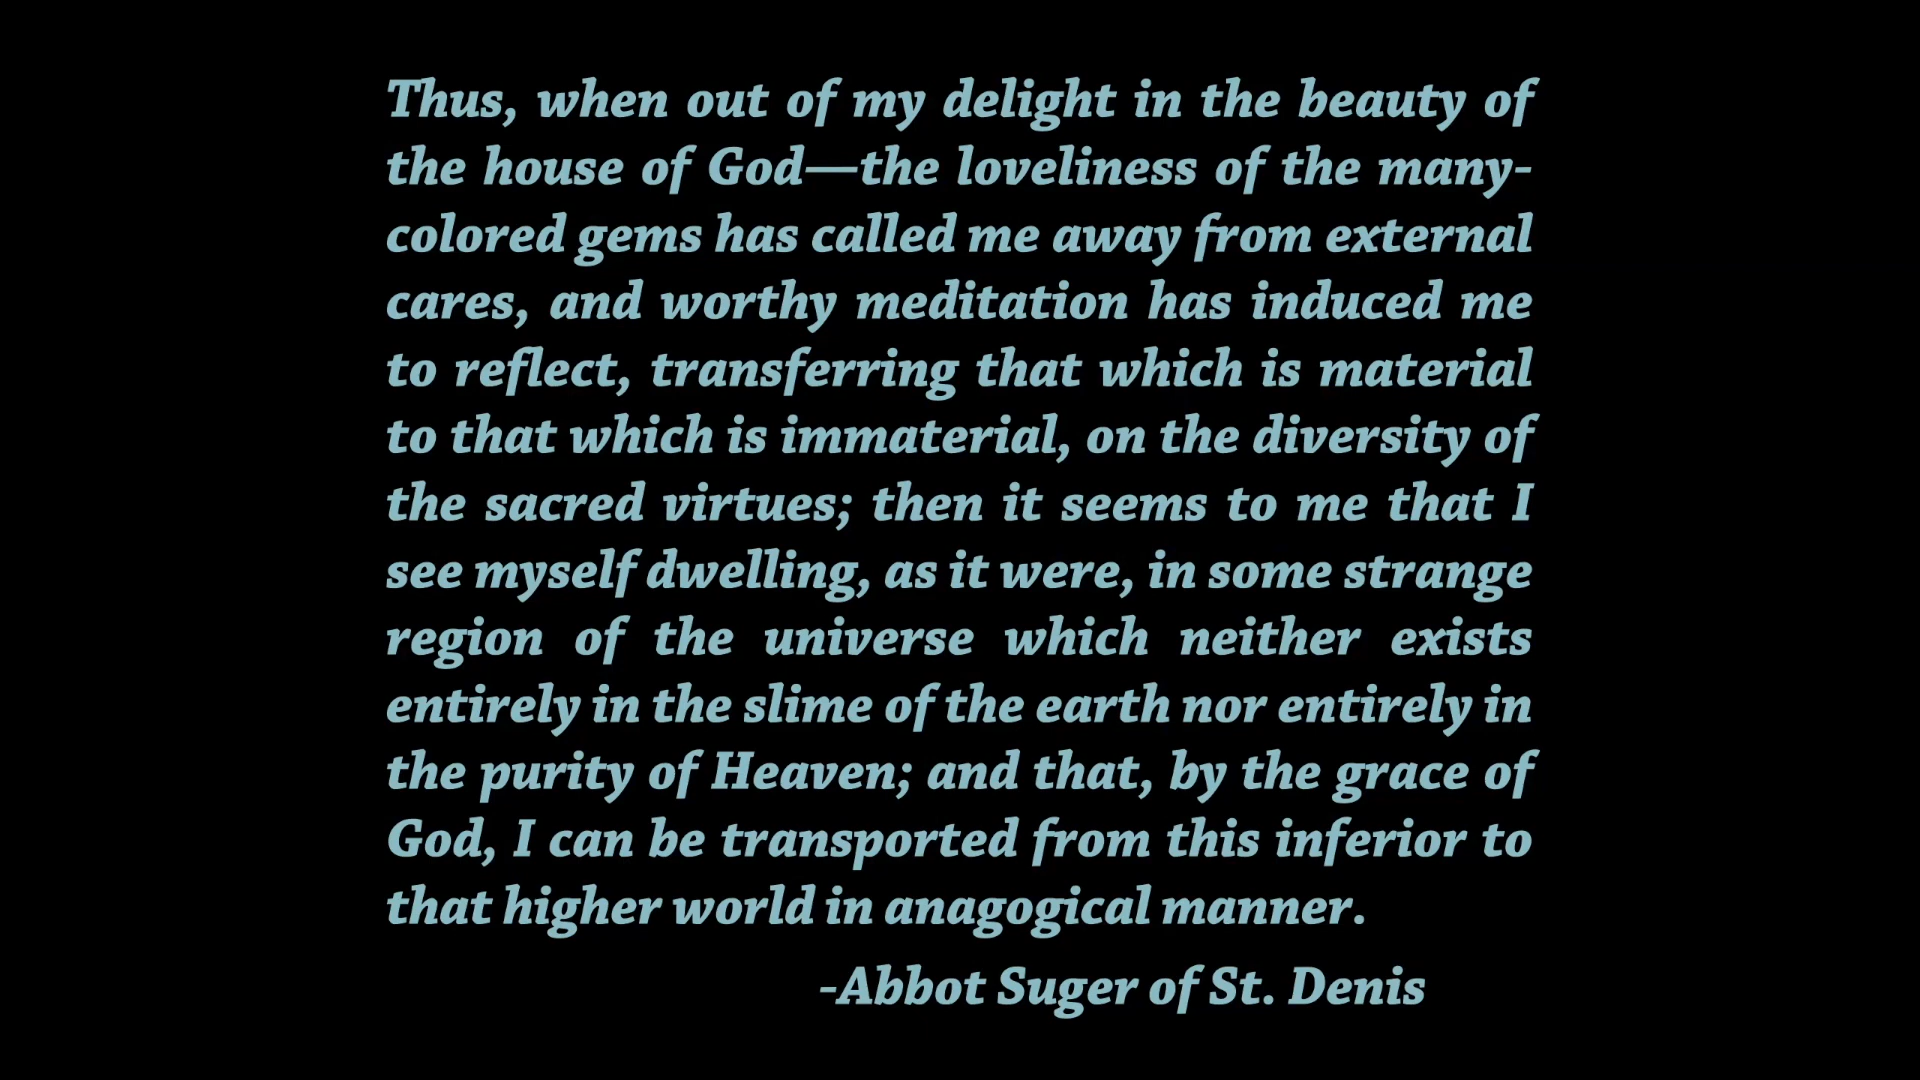 Thus, when out of my delight in the beauty of
the house of God—the loveliness of the many-
colored gems has called me away from external
cares, and worthy meditation has induced me
to reflect, transferring that which is material
to that which is immaterial, on the diversity of
the sacred virtues; then it seems to me that I
see myself dwelling, as it were, in some strange
region of the universe which neither exists
entirely in the slime of the earth nor entirely in
the purity of Heaven; and that, by the grace of
God, I can be transported from this inferior to
that higher world in anagogical manner.
-Abbot Suger of St. Denis